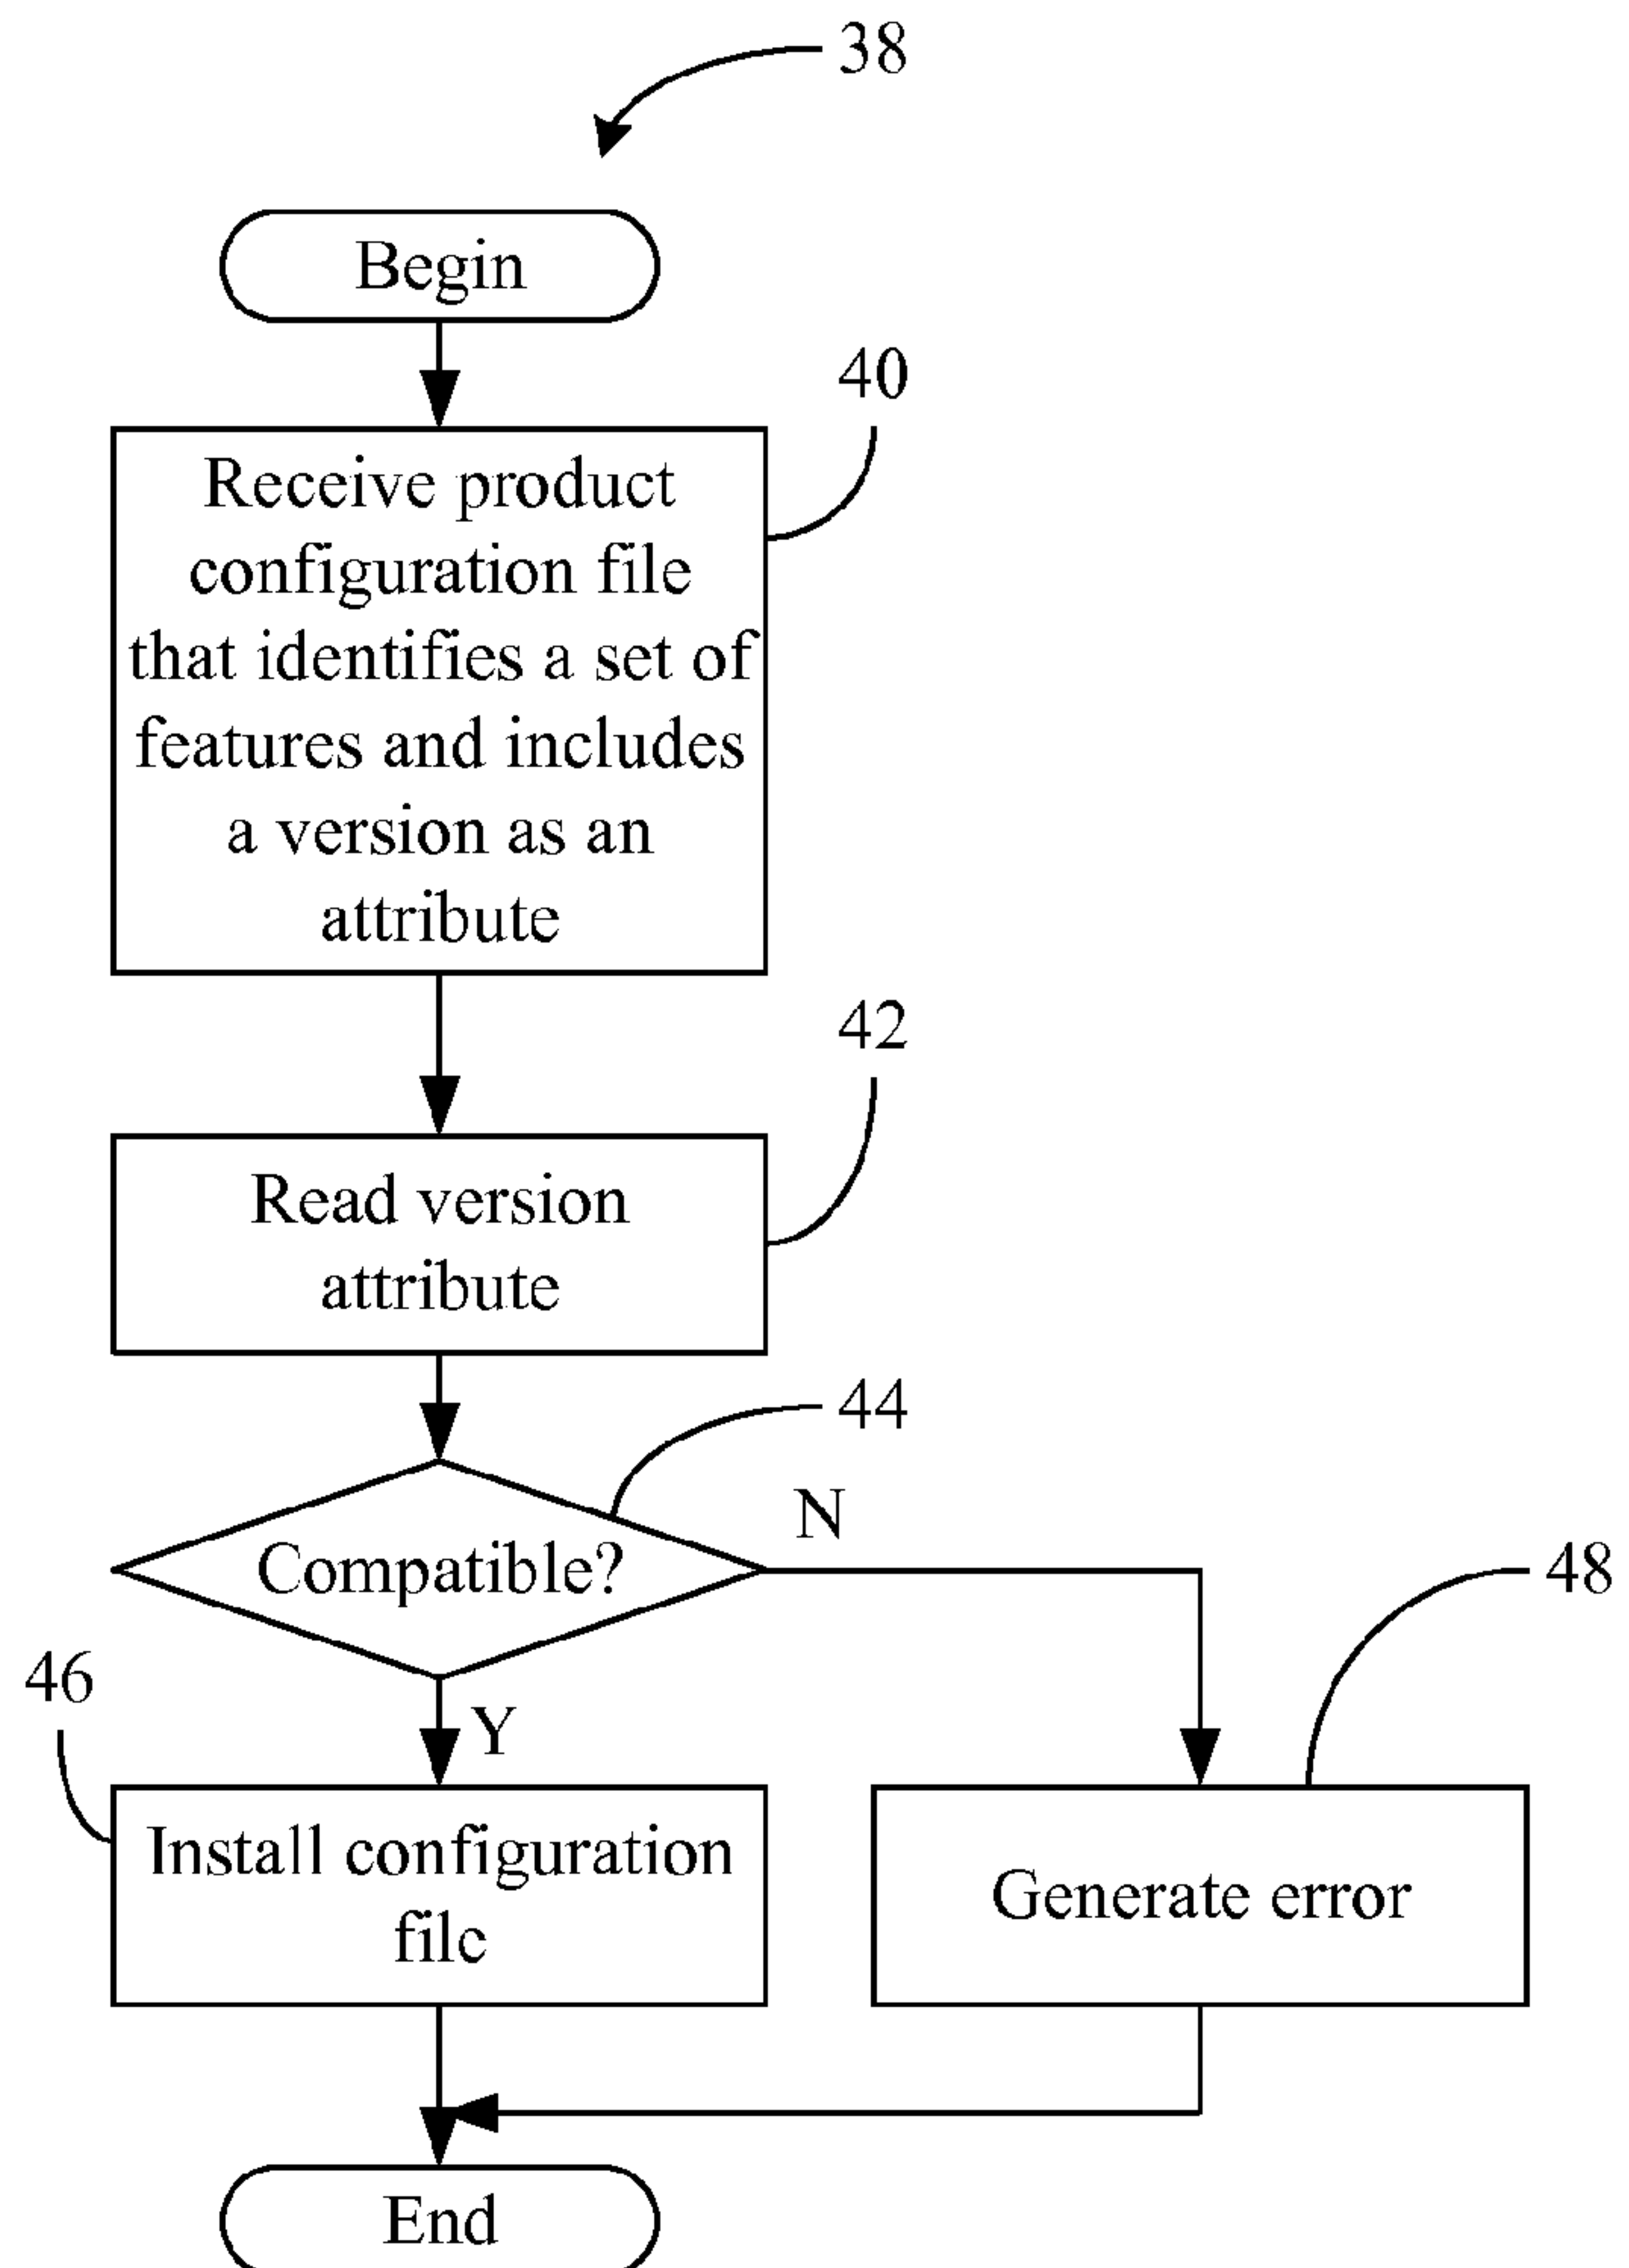 38
Begin
40
Receive product
configuration file
that identifies a set of
features and includes
a version as an
attribute
42
Read version
attribute
44
N
Compatible?
48
46
Y
Install configuration
file
Generate error
End